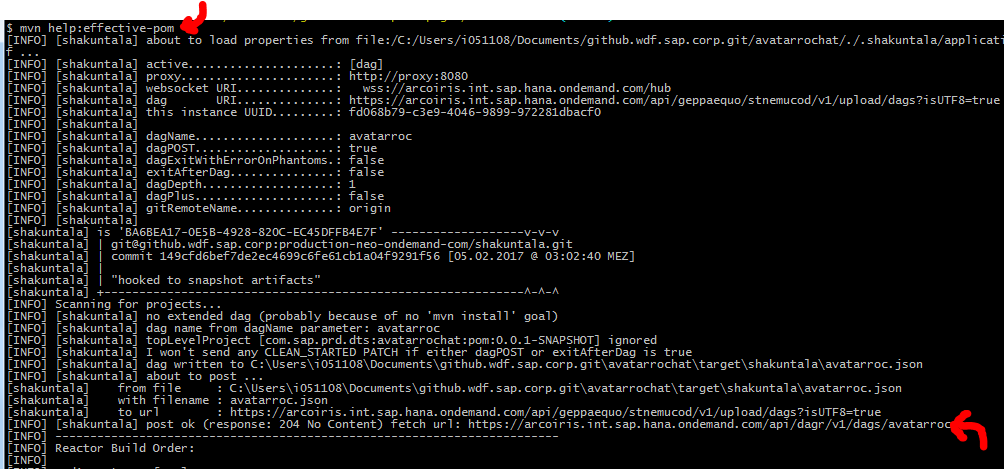 $ mvn help:effective-pom
[INFO] [shakuntala] about to load properties from file:/C:/Users/i051108/Documents/github.wdf.sap.corp.git/avatarrochat/./.shakuntala/applicati
f ...
[INFO] [shakuntala] active......................: [dag]
[INFO] [shakuntala] proxy.......................: http://proxy:8080
[INFO] [shakuntala] websocket URI...............:   wss://arcoiris.int.sap.hana.ondemand.com/hub
[INFO] [shakuntala] dag       URI...............: https://arcoiris.int.sap.hana.ondemand.com/api/geppaequo/stnemucod/v1/upload/dags?isUTF8=true
[INFO] [shakuntala] this instance UUID..........: fd068b79-c3e9-4046-9899-972281dbacf0
[INFO] [shakuntala]
[INFO] [shakuntala] dagName.....................: avatarroc
[INFO] [shakuntala] dagPOST.....................: true
[INFO] [shakuntala] dagExitWithErrorOnPhantoms.: false
[INFO] [shakuntala] exitAfterDag................: false
[INFO] [shakuntala] dagDepth....................: 1
[INFO] [shakuntala] dagPlus.....................: false
[INFO] [shakuntala] gitRemoteName...............: origin
[INFO] [shakuntala]
[shakuntala] is 'BA6BEA17-0E5B-4928-820C-EC45DFFB4E7F' --------------------v-v-v
[shakuntala] | git@github.wdf.sap.corp:production-neo-ondemand-com/shakuntala.git
[shakuntala] | commit 149cfd6bef7de2ec4699c6fe61cb1a04f9291f56 [05.02.2017 @ 03:02:40 MEZ]
[shakuntala] |
[shakuntala] | "hooked to snapshot artifacts"
[shakuntala] +----------------------------------------------------------------^-^-^
[INFO] Scanning for projects...
[INFO] [shakuntala] no extended dag (probably because of no 'mvn install' goal)
[INFO] [shakuntala] dag name from dagName parameter: avatarroc
[INFO] [shakuntala] topLevelProject [com.sap.prd.dts:avatarrochat:pom:0.0.1-SNAPSHOT] ignored
[INFO] [shakuntala] I won't send any CLEAN_STARTED PATCH if either dagPOST or exitAfterDag is true
[INFO] [shakuntala] dag written to C:\Users\i051108\Documents\github.wdf.sap.corp.git\avatarrochat\target\shakuntala\avatarroc.json
[INFO] [shakuntala] about to post ...
[shakuntala]    from file     : C:\Users\i051108\Documents\github.wdf.sap.corp.git\avatarrochat\target\shakuntala\avatarroc.json
[shakuntala]    with filename : avatarroc.json
[shakuntala]    to url        : https://arcoiris.int.sap.hana.ondemand.com/api/geppaequo/stnemucod/v1/upload/dags?isUTF8=true
[INFO] [shakuntala] post ok (response: 204 No Content) fetch url: https://arcoiris.int.sap.hana.ondemand.com/api/dagr/v1/dags/avatarroc
[INFO] ------------------------------------------------------------------------
[INFO] Reactor Build Order:
[INFO]